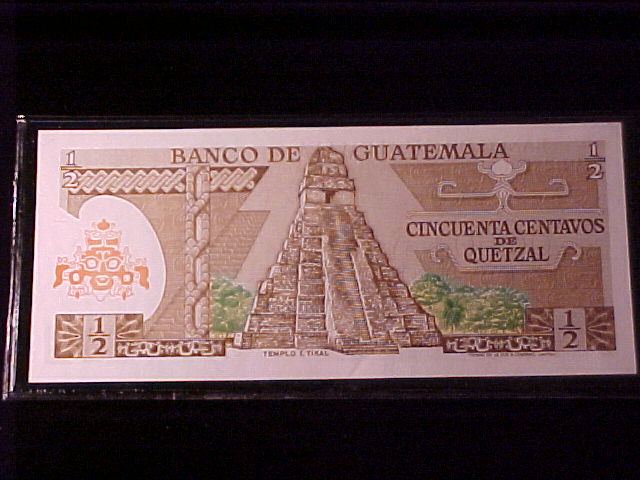 1/2
BANCO DE GUATEMALA
1/2
CINCUENTA CENTAVOS
DE
QUETZAL
1/2
1/2
TEMPLO I, TIKAL